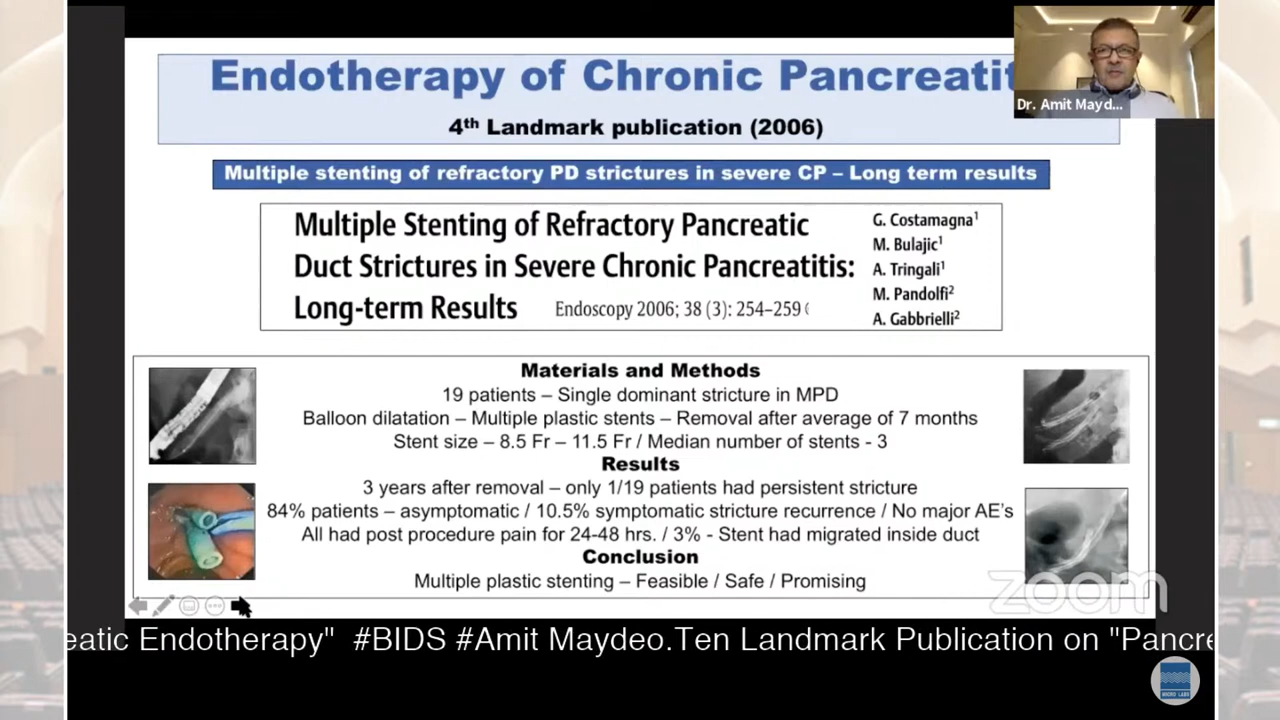 Endotherapy of Chronic Pancreatit
4th Landmark publication (2006)
Dr. Amit Mayd...
Multiple stenting of refractory PD strictures in severe CP – Long term results
Multiple Stenting of Refractory Pancreatic
Duct Strictures in Severe Chronic Pancreatitis:
Long-term Results
Endoscopy 2006; 38 (3): 254–259
G. Costamagna1
M. Bulajic1
A. Tringali1
M. Pandolfi2
A. Gabbrielli2
Materials and Methods
19 patients – Single dominant stricture in MPD
Balloon dilatation – Multiple plastic stents – Removal after average of 7 months
Stent size – 8.5 Fr – 11.5 Fr / Median number of stents - 3
Results
3 years after removal – only 1/19 patients had persistent stricture
84% patients – asymptomatic / 10.5% symptomatic stricture recurrence / No major AE's
All had post procedure pain for 24-48 hrs. / 3% - Stent had migrated inside duct
Conclusion
Multiple plastic stenting – Feasible / Safe / Promising
zoom
eatic Endotherapy" #BIDS #Amit Maydeo.Ten Landmark Publication on "Pancre
MICRO LABS